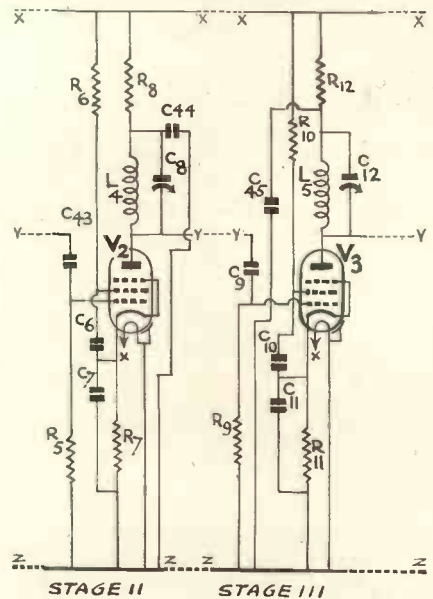 X X X X
R6
R8
C44
R12
R10
C8
C12
L4
C45
L5
C43
Y Y Y
V2
V3
C9
C6
X
X
C10
C7
C11
R5
R7
R9
R11
Z Z Z Z
STAGE II STAGE III